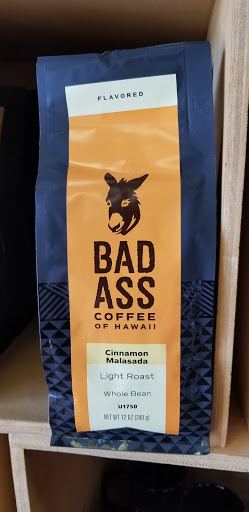 FLAVORED
BAD
ASS
COFFEE
OF HAWAII
Cinnamon
Malasada
Light Roast
Whole Bean
U1750
NET WT 12 OZ (340 g)